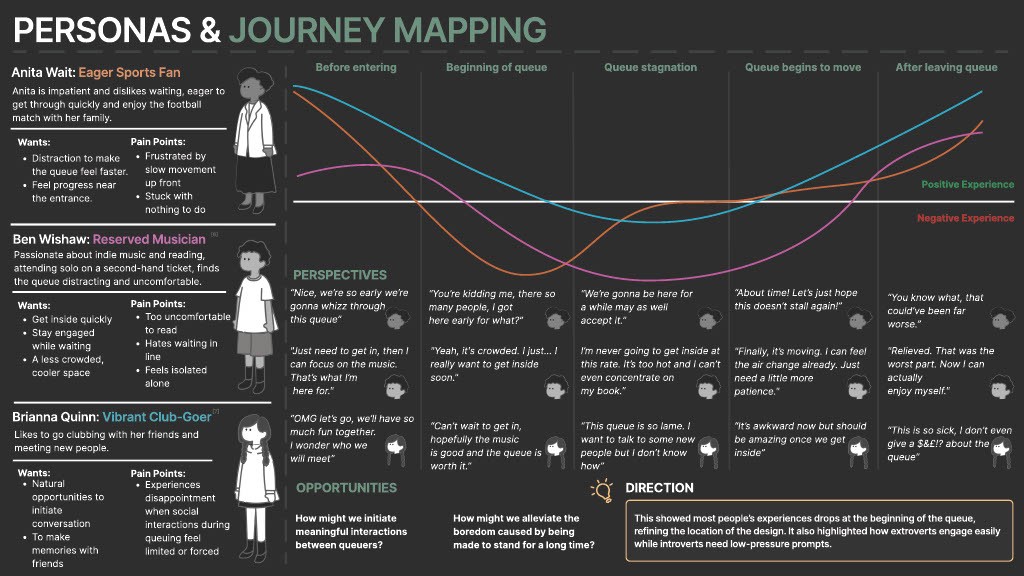 PERSONAS & JOURNEY MAPPING
Anita Wait: Eager Sports Fan
Anita is impatient and dislikes waiting, eager to
get through quickly and enjoy the football
match with her family.
Wants:
• Distraction to make
the queue feel faster.
• Feel progress near
the entrance.
Pain Points:
• Frustrated by
slow movement
up front
• Stuck with
nothing to do
Ben Wishaw: Reserved Musician
Passionate about indie music and reading,
attending solo on a second-hand ticket, finds
the queue distracting and uncomfortable.
Wants:
• Get inside quickly
• Stay engaged
while waiting
• A less crowded,
cooler space
Pain Points:
• Too uncomfortable
to read
• Hates waiting in
line
• Feels isolated
alone
Brianna Quinn: Vibrant Club-Goer
Likes to go clubbing with her friends and
meeting new people.
Wants:
• Natural
opportunities to
initiate
conversation
• To make
memories with
friends
Pain Points:
• Experiences
disappointment
when social
interactions during
queuing feel
limited or forced
Before entering
Beginning of queue
Queue stagnation
Queue begins to move
After leaving queue
Positive Experience
Negative Experience
PERSPECTIVES
"Nice, we're so early we're
gonna whizz through
this queue"
"You're kidding me, there so
many people, I got
here early for what?"
"We're gonna be here for
a while may as well
accept it."
"About time! Let's just hope
this doesn't stall again!"
"You know what, that
could've been far
worse."
"Just need to get in, then I
can focus on the music.
That's what I'm
here for."
"Yeah, it's crowded. I just... I
really want to get inside
soon."
I'm never going to get inside at
this rate. It's too hot and I can't
even concentrate on
my book."
"Finally, it's moving. I can feel
the air change already. Just
need a little more
patience."
"Relieved. That was the
worst part. Now I can
actually
enjoy myself."
"OMG let's go, we'll have so
much fun together.
I wonder who we
will meet"
"Can't wait to get in,
hopefully the music
is good and the queue is
worth it."
"This queue is so lame. I
want to talk to some new
people but I don't know
how"
"It's awkward now but should
be amazing once we get
inside"
"This is so sick, I don't even
give a $&£!? about the
queue"
OPPORTUNITIES
How might we initiate
meaningful interactions
between queuers?
How might we alleviate the
boredom caused by being
made to stand for a long time?
DIRECTION
This showed most people's experiences drops at the beginning of the queue,
refining the location of the design. It also highlighted how extroverts engage easily
while introverts need low-pressure prompts.